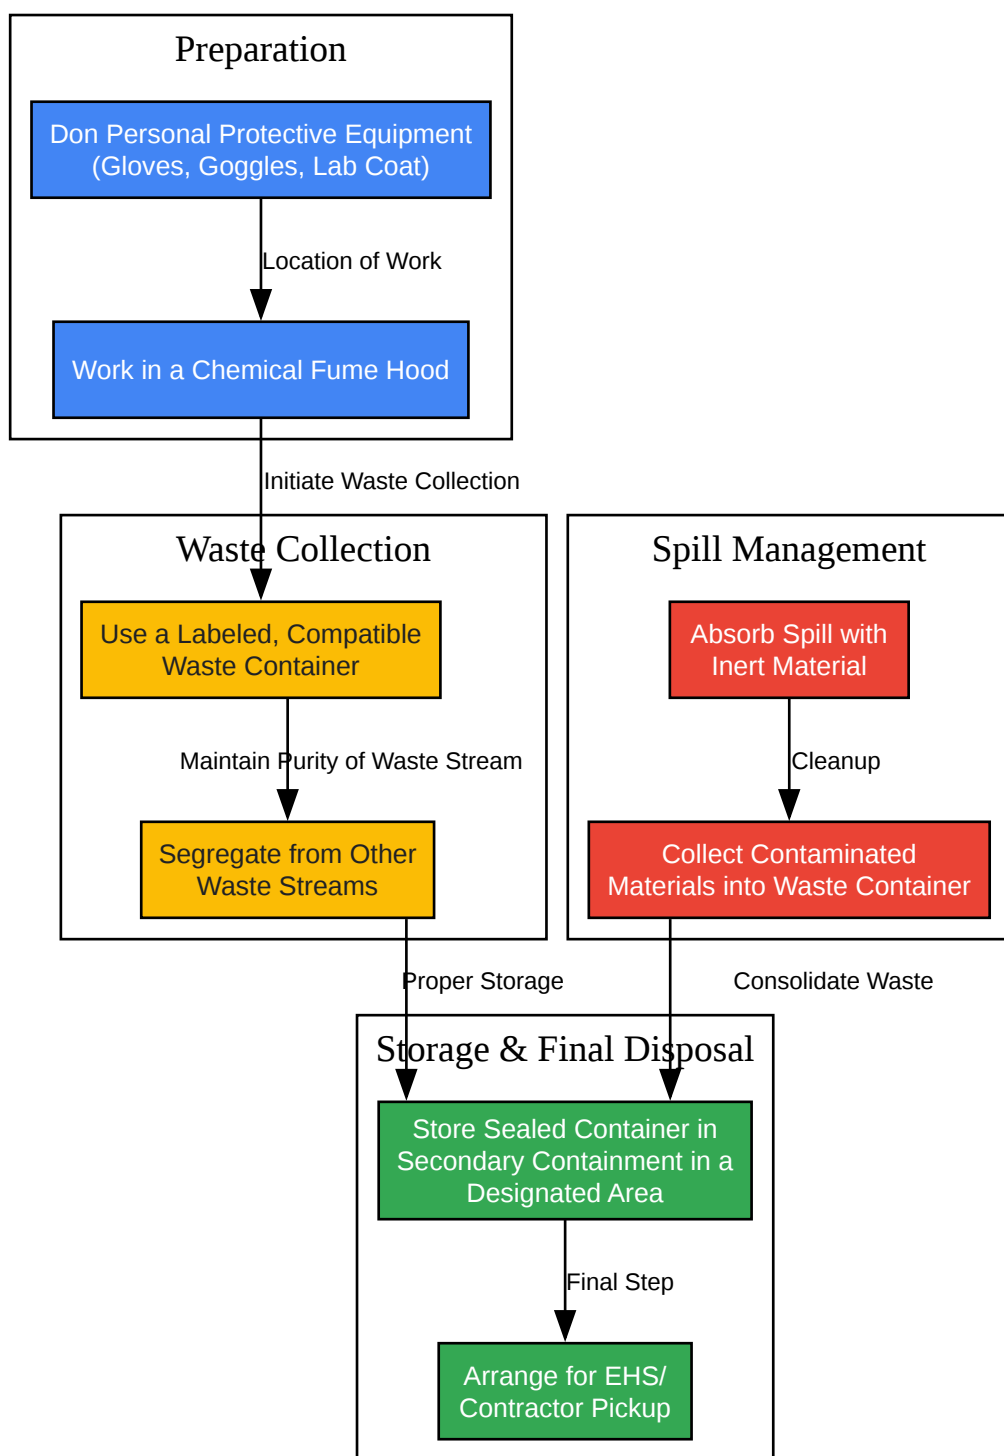 Preparation
Don Personal Protective Equipment
(Gloves, Goggles, Lab Coat)
Location of Work
Work in a Chemical Fume Hood
Initiate Waste Collection
Waste Collection
Use a Labeled, Compatible
Waste Container
Maintain Purity of Waste Stream
Segregate from Other
Waste Streams
Proper Storage
Spill Management
Absorb Spill with
Inert Material
Cleanup
Collect Contaminated
Materials into Waste Container
Consolidate Waste
Storage & Final Disposal
Store Sealed Container in
Secondary Containment in a
Designated Area
Final Step
Arrange for EHS/
Contractor Pickup